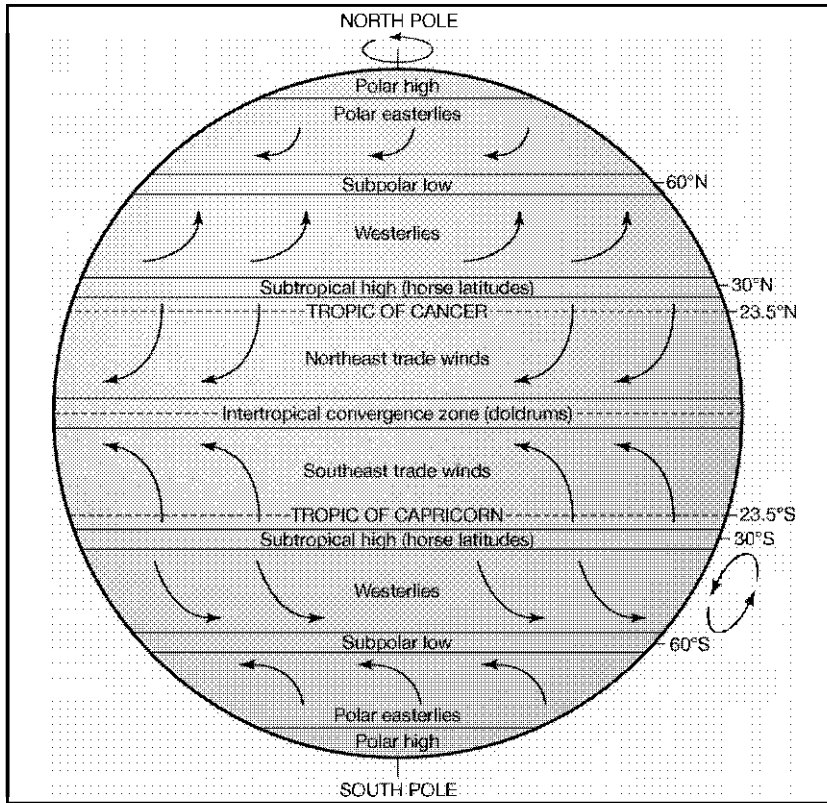 NORTH POLE
Polar high
Polar easterlies
Subpolar low
60°N
Westerlies
Subtropical high (horse latitudes)
30°N
TROPIC OF CANCER
23.5°N
Northeast trade winds
Intertropical convergence zone (doldrums)
Southeast trade winds
TROPIC OF CAPRICORN
23.5°S
Subtropical high (horse latitudes)
30°S
Westerlies
Subpolar low
60°S
Polar easterlies
Polar high
SOUTH POLE